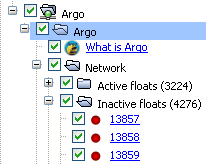 Argo
Argo
What is Argo
Network
Active floats (3224)
Inactive floats (4276)
13857
13858
13859